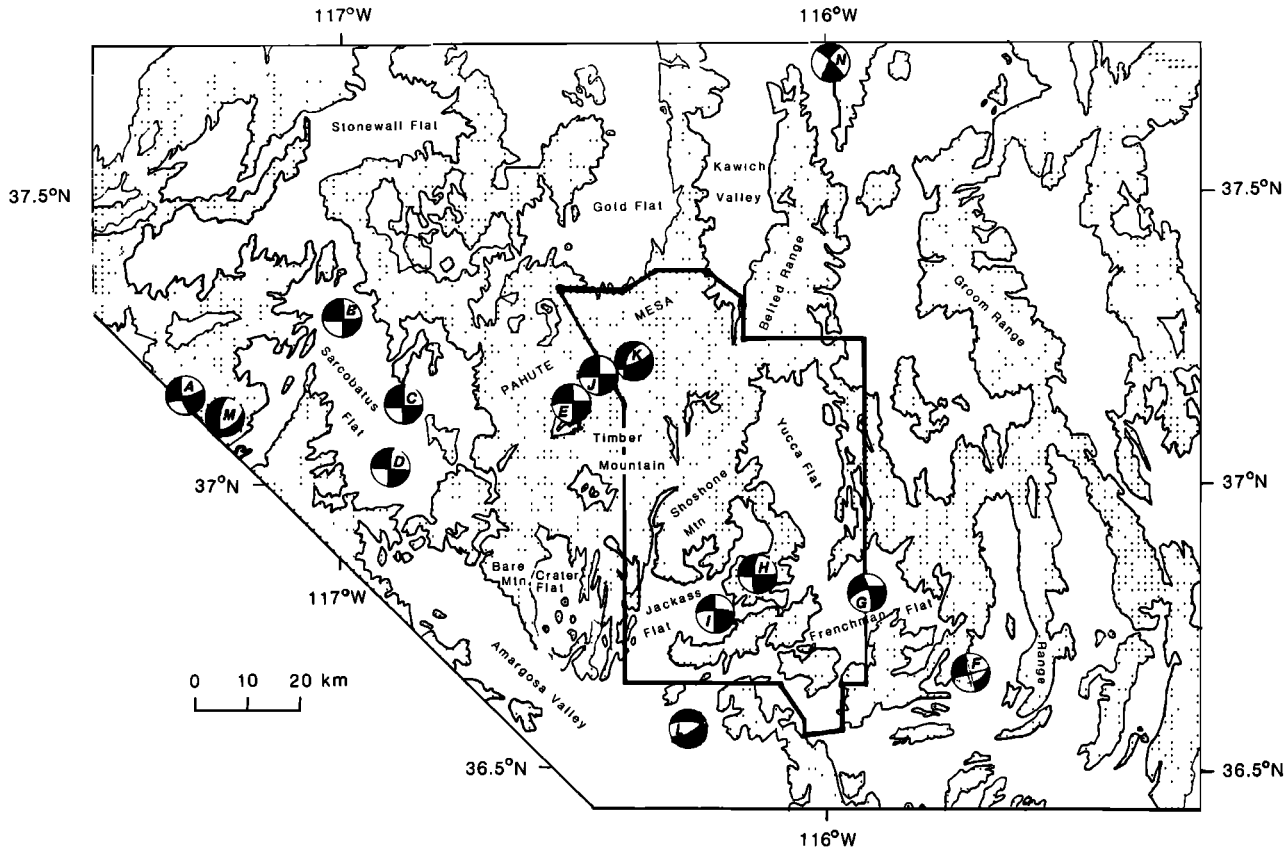 117°W
116°W
N
Stonewall Flat
37.5°N
Kawich
Valley
37.5°N
Gold Flat
Belted Range
Groom Range
MESA
B
Sarcobatus
Flat
PAHUTE
K
J
A
M
C
E
Timber
Mountain
Yucca Flat
D
37°N
37°N
Shoshone
Mtn
Bare
Mtn
Crater
Flat
H
117°W
Jackass
Flat
I
G
Frenchman Flat
F
Range
Amargosa Valley
0 10 20 km
L
36.5°N
36.5°N
116°W